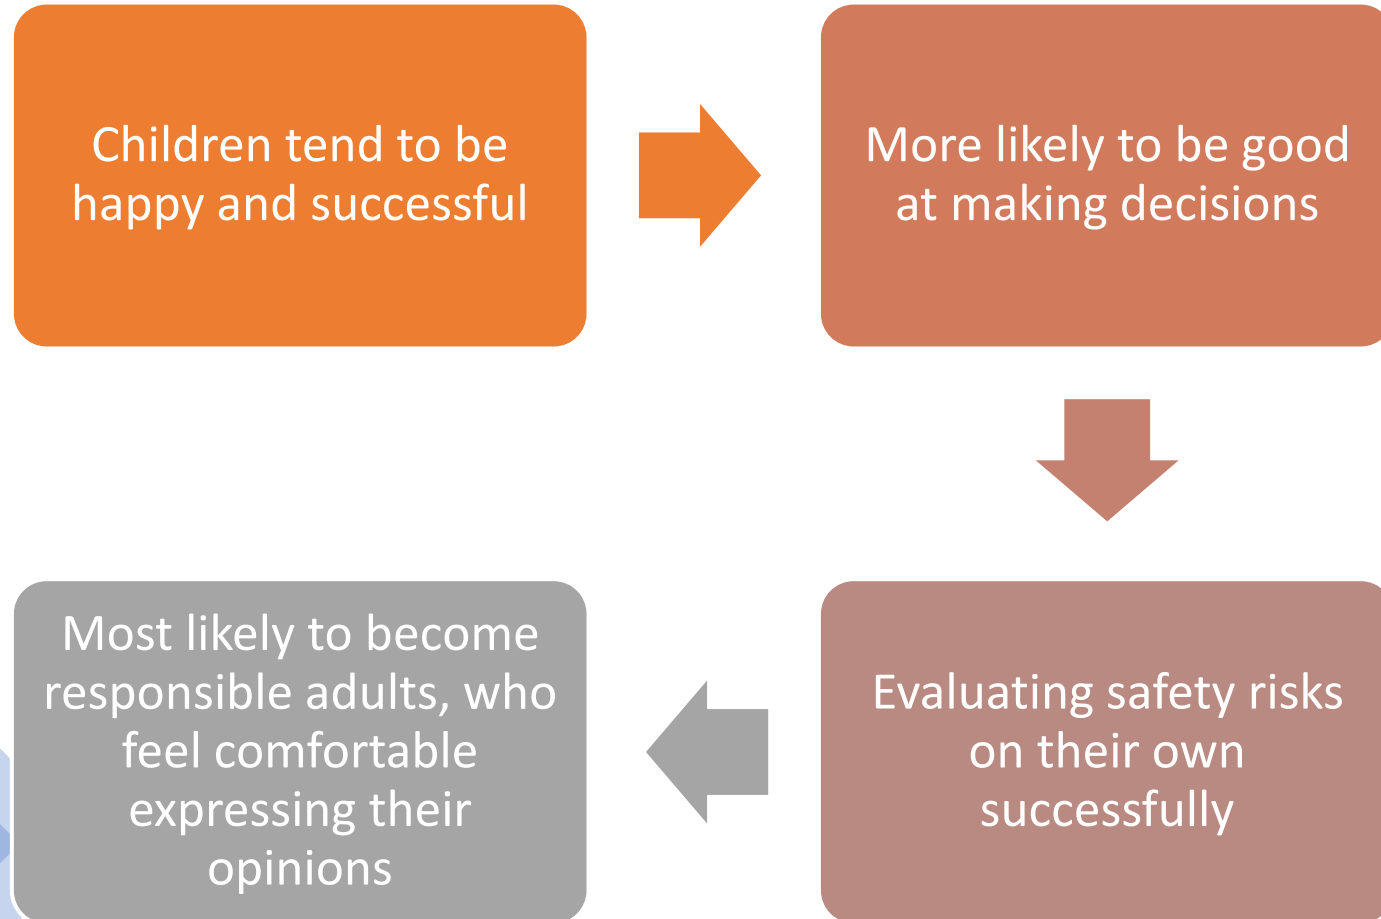 Children tend to be
happy and successful
More likely to be good
at making decisions
Evaluating safety risks
on their own
successfully
Most likely to become
responsible adults, who
feel comfortable
expressing their
opinions